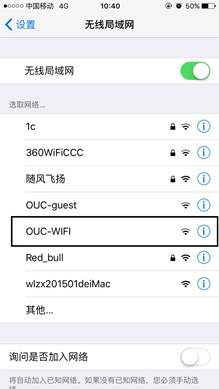 中国移动 4G 10:40 50%
设置 无线局域网
无线局域网
选取网络...
1c
360WiFiCCC
随风飞扬
OUC-guest
OUC-WIFI
Red_bull
wlzx201501deiMac
其他...
询问是否加入网络
将自动加入已知网络。如果没有已知网络，您必须手动选